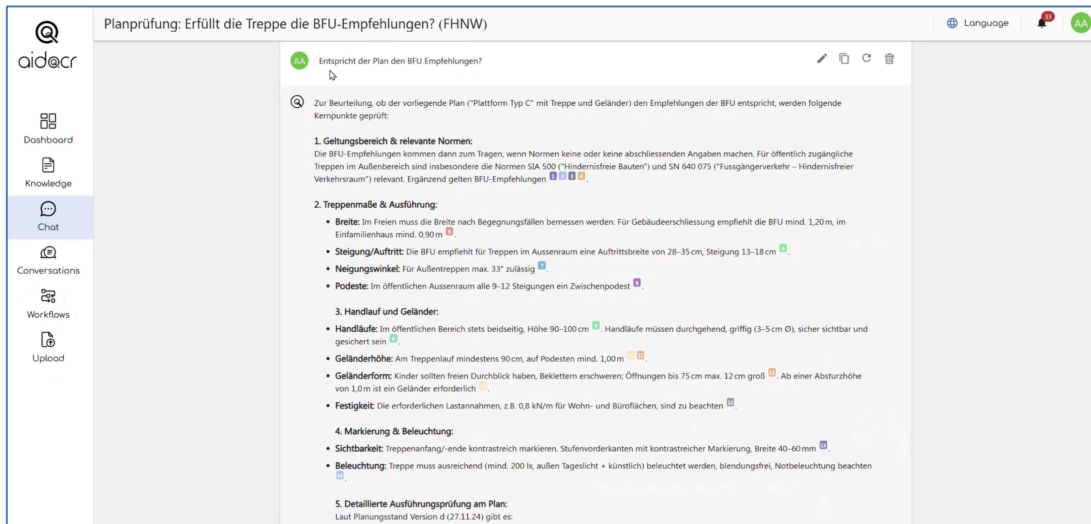 Planprüfung: Erfüllt die Treppe die BFU-Empfehlungen? (FHNW)
Language
33
AA
aid@cr
Dashboard
Knowledge
Chat
Conversations
Workflows
Upload
AA
Entspricht der Plan den BFU Empfehlungen?
Zur Beurteilung, ob der vorliegende Plan ("Plattform Typ C" mit Treppe und Geländer) den Empfehlungen der BFU entspricht, werden folgende
Kernpunkte geprüft:
1. Geltungsbereich & relevante Normen:
Die BFU-Empfehlungen kommen dann zum Tragen, wenn Normen keine oder keine abschliessenden Angaben machen. Für öffentlich zugängliche
Treppen im Außenbereich sind insbesondere die Normen SIA 500 ("Hindernisfreie Bauten") und SN 640 075 ("Fussgängerverkehr – Hindernisfreier
Verkehrsraum") relevant. Ergänzend gelten BFU-Empfehlungen 1 2 3 4.
2. Treppenmaße & Ausführung:
• Breite: Im Freien muss die Breite nach Begegnungsfällen bemessen werden. Für Gebäudeerschliessung empfiehlt die BFU mind. 1,20 m, im
Einfamilienhaus mind. 0,90 m 5.
• Steigung/Auftritt: Die BFU empfiehlt für Treppen im Aussenraum eine Auftrittsbreite von 28–35 cm, Steigung 13–18 cm 6.
• Neigungswinkel: Für Außentreppen max. 33° zulässig 7.
• Podeste: Im öffentlichen Aussenraum alle 9–12 Steigungen ein Zwischenpodest 8.
3. Handlauf und Geländer:
• Handläufe: Im öffentlichen Bereich stets beidseitig, Höhe 90–100 cm. Handläufe müssen durchgehend, griffig (3–5 cm Ø), sicher sichtbar und
gesichert sein.
• Geländerhöhe: Am Treppenlauf mindestens 90 cm, auf Podesten mind. 1,00 m.
• Geländerform: Kinder sollten freien Durchblick haben, Beklettern erschweren; Öffnungen bis 75 cm max. 12 cm groß. Ab einer Absturzhöhe
von 1,0 m ist ein Geländer erforderlich.
• Festigkeit: Die erforderlichen Lastannahmen, z.B. 0,8 kN/m für Wohn- und Büroflächen, sind zu beachten.
4. Markierung & Beleuchtung:
• Sichtbarkeit: Treppenanfang/-ende kontrastreich markieren. Stufenvorderkanten mit kontrastreicher Markierung, Breite 40–60 mm.
• Beleuchtung: Treppe muss ausreichend (mind. 200 lx, außen Tageslicht + künstlich) beleuchtet werden, blendungsfrei, Notbeleuchtung beachten
.
5. Detaillierte Ausführungsprüfung am Plan:
Laut Planungsstand Version d (27.11.24) gibt es: